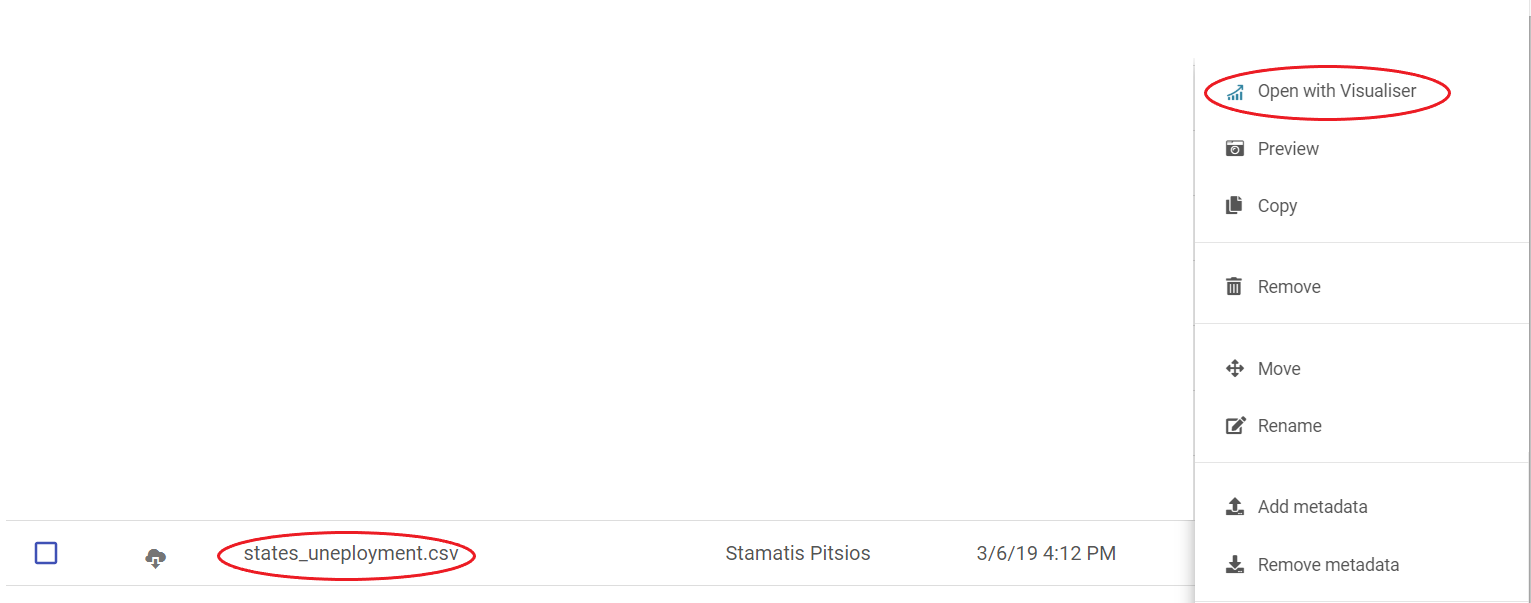 Open with Visualiser
Preview
Copy
Remove
Move
Rename
Add metadata
states_uneployment.csv Stamatis Pitsios 3/6/19 4:12 PM
Remove metadata